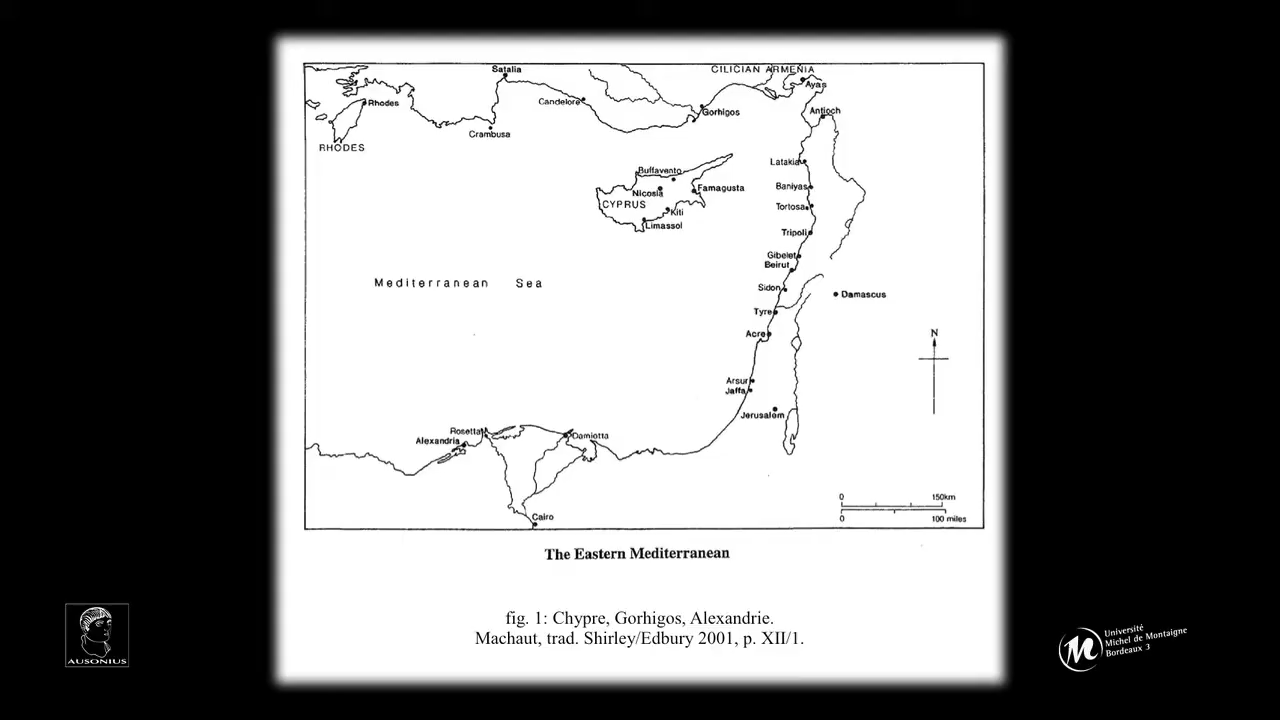 Satalia
CILICIAN ARMENIA
Ayas
Candelore
Rhodes
Gorhigos
Antioch
Crambusa
RHODES
Latakia
Buffavento
Baniyas
Nicosia
Famagusta
CYPRUS
Tortosa
Kiti
Limassol
Tripoli
Gibelet
Beirut
Mediterranean Sea
Sidon
Damascus
Tyre
Acre
N
Arsur
Jaffa
Jerusalem
Rosetta
Alexandria
Damiotta
0 150km
0 100 miles
Cairo
The Eastern Mediterranean
fig. 1: Chypre, Gorhigos, Alexandrie.
Machaut, trad. Shirley/Edbury 2001, p. XII/1.
AUSONIUS
M
Université
Michel de Montaigne
Bordeaux 3